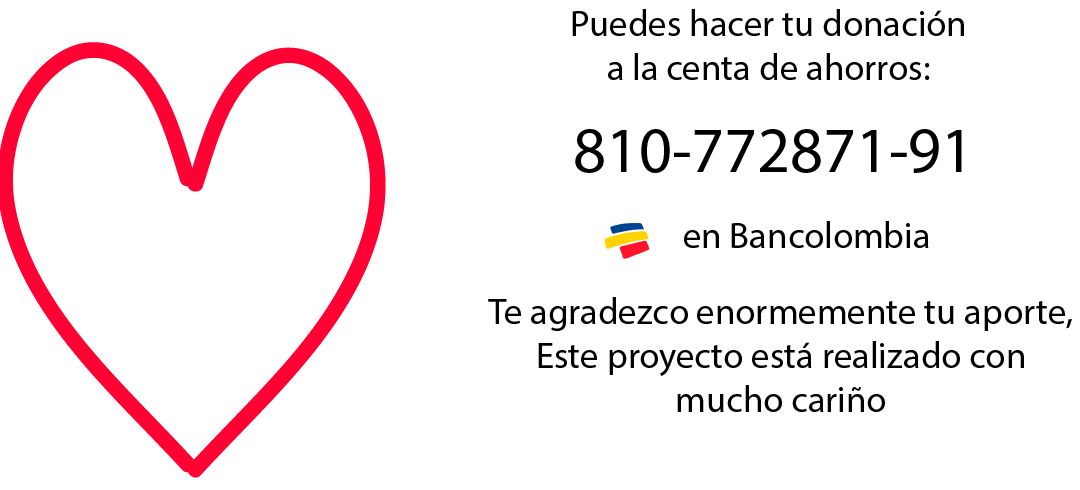 Puedes hacer tu donación
a la centa de ahorros:
810-772871-91
en Bancolombia
Te agradezco enormemente tu aporte,
Este proyecto está realizado con
mucho cariño